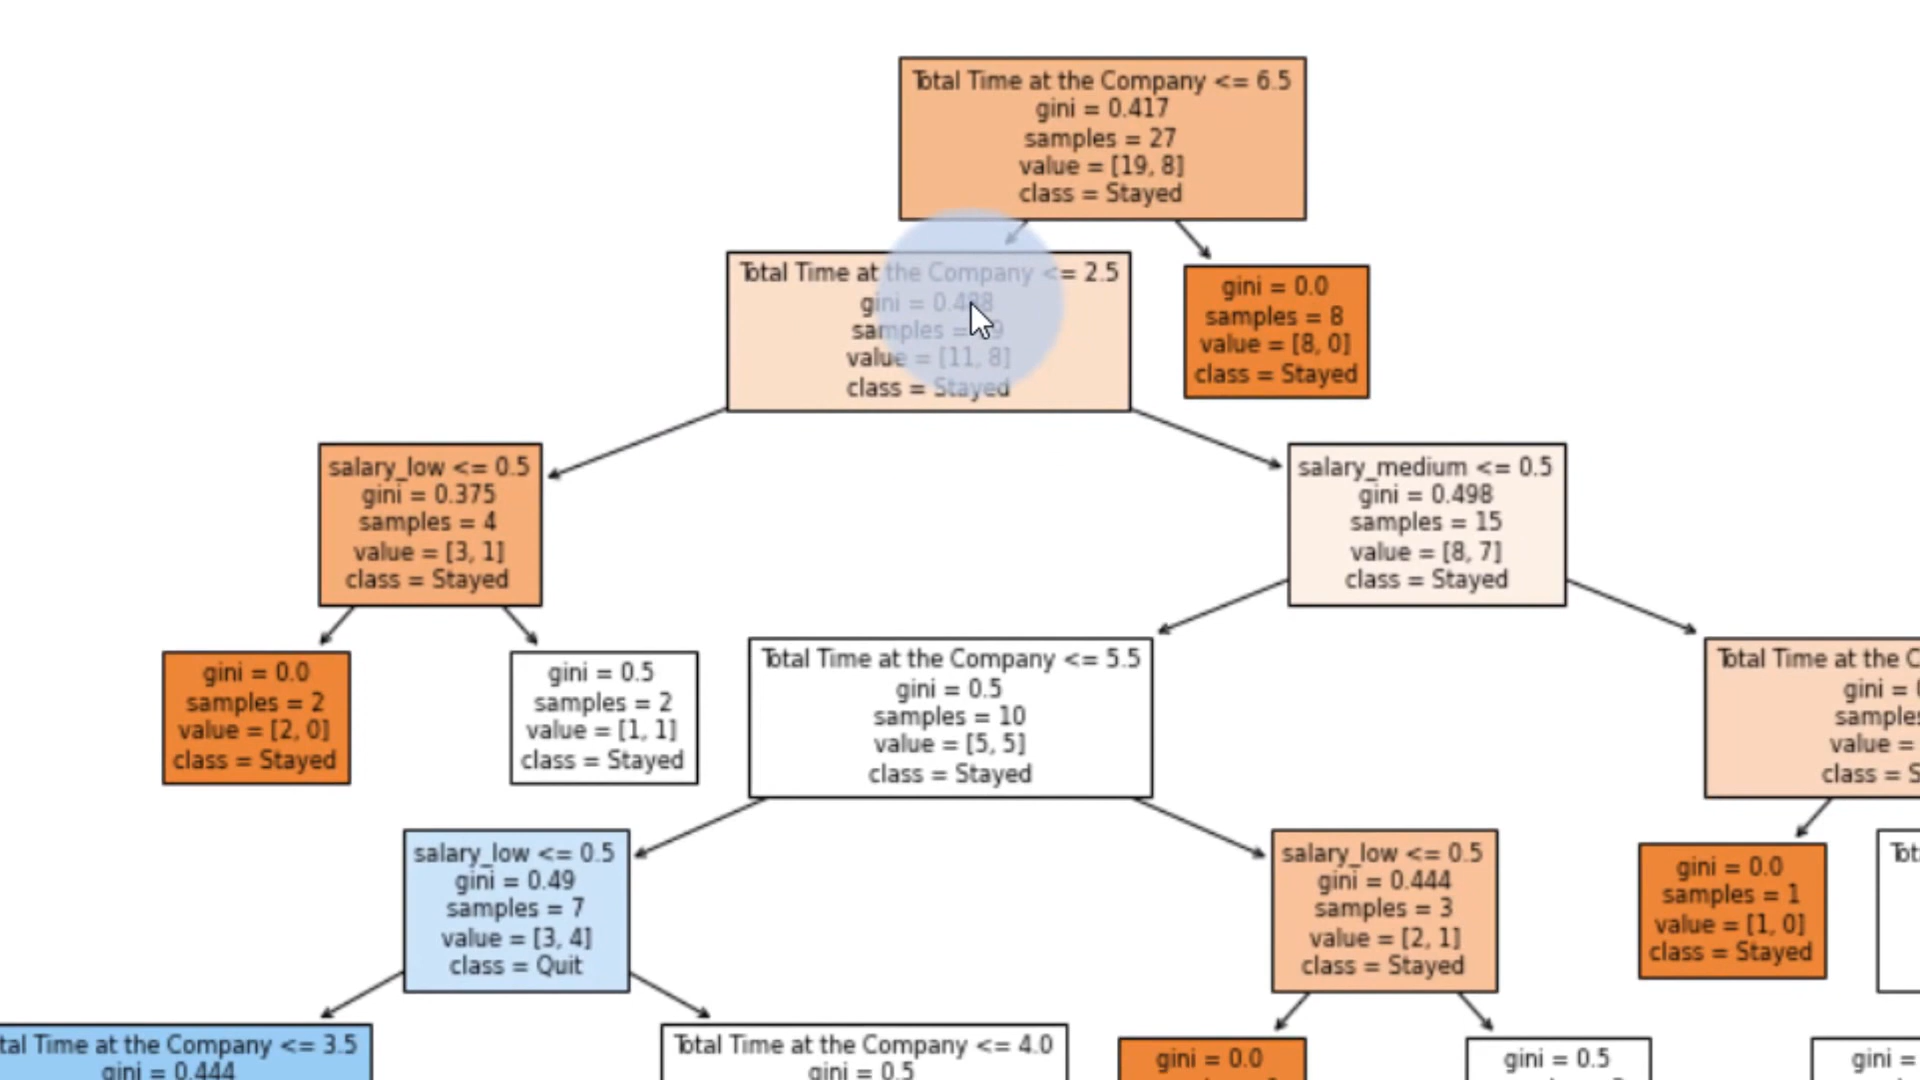 Total Time at the Company <= 6.5
gini = 0.417
samples = 27
value = [19, 8]
class = Stayed
Total Time at the Company <= 2.5
gini = 0.488
samples = 19
value = [11, 8]
class = Stayed
gini = 0.0
samples = 8
value = [8, 0]
class = Stayed
salary_low <= 0.5
gini = 0.375
samples = 4
value = [3, 1]
class = Stayed
salary_medium <= 0.5
gini = 0.498
samples = 15
value = [8, 7]
class = Stayed
gini = 0.0
samples = 2
value = [2, 0]
class = Stayed
gini = 0.5
samples = 2
value = [1, 1]
class = Stayed
Total Time at the Company <= 5.5
gini = 0.5
samples = 10
value = [5, 5]
class = Stayed
Total Time at the
gini =
samples
value =
class =
salary_low <= 0.5
gini = 0.49
samples = 7
value = [3, 4]
class = Quit
salary_low <= 0.5
gini = 0.444
samples = 3
value = [2, 1]
class = Stayed
gini = 0.0
samples = 1
value = [1, 0]
class = Stayed
Time at the Company <= 3.5
gini = 0.444
Total Time at the Company <= 4.0
gini = 0.5
gini = 0.0
gini = 0.5
gini =